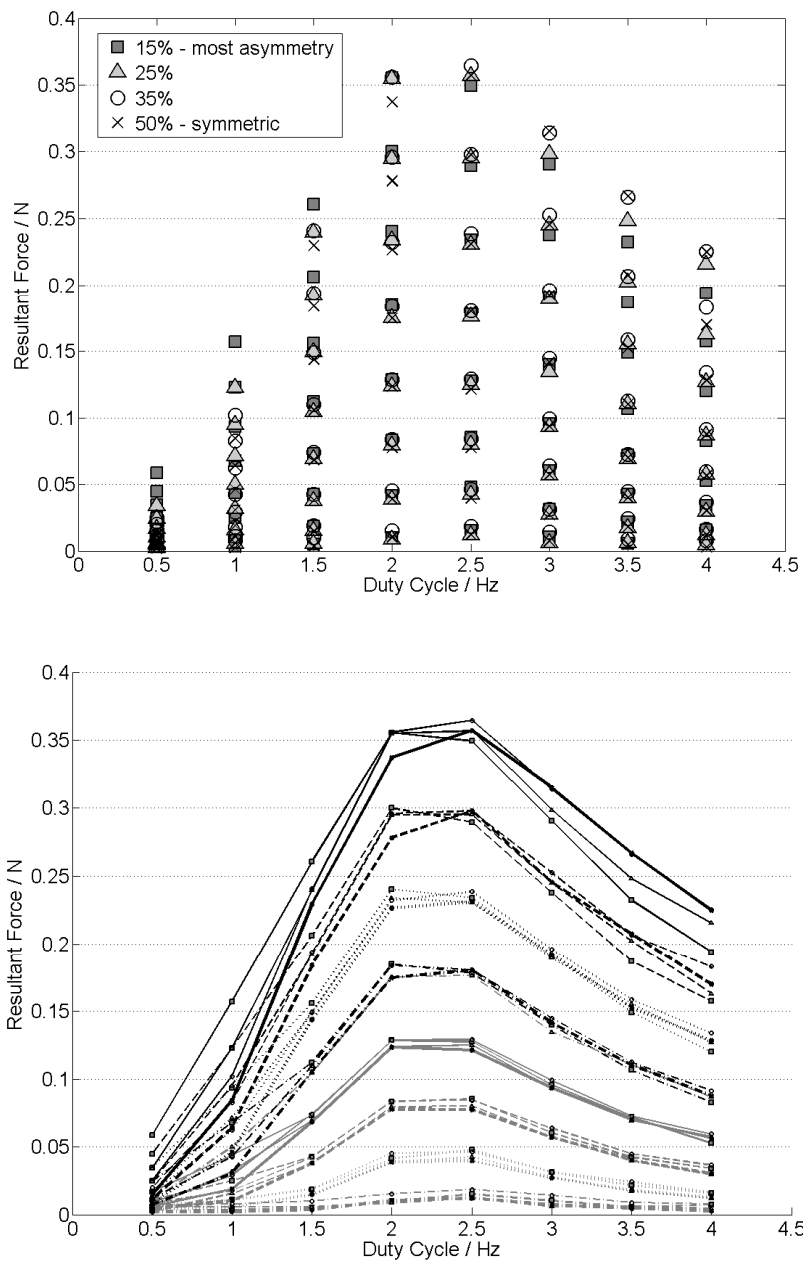 0.4
15% - most asymmetry
25%
35%
50% - symmetric
0.35
0.3
0.25
0.2
0.15
0.1
0.05
0
Resultant Force / N
0.5 1 1.5 2 2.5 3 3.5 4 4.5
Duty Cycle / Hz
0.4
0.35
0.3
0.25
0.2
0.15
0.1
0.05
0
Resultant Force / N
0 0.5 1 1.5 2 2.5 3 3.5 4 4.5
Duty Cycle / Hz